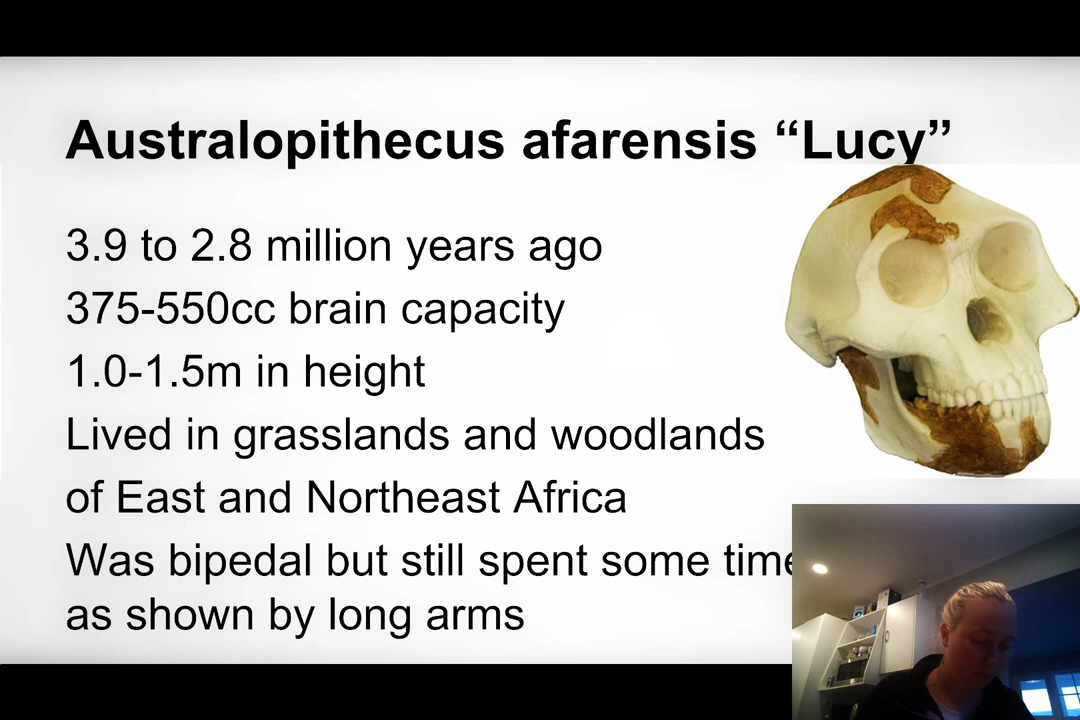 Australopithecus afarensis “Lucy”
3.9 to 2.8 million years ago
375-550cc brain capacity
1.0-1.5m in height
Lived in grasslands and woodlands
of East and Northeast Africa
Was bipedal but still spent some time
as shown by long arms